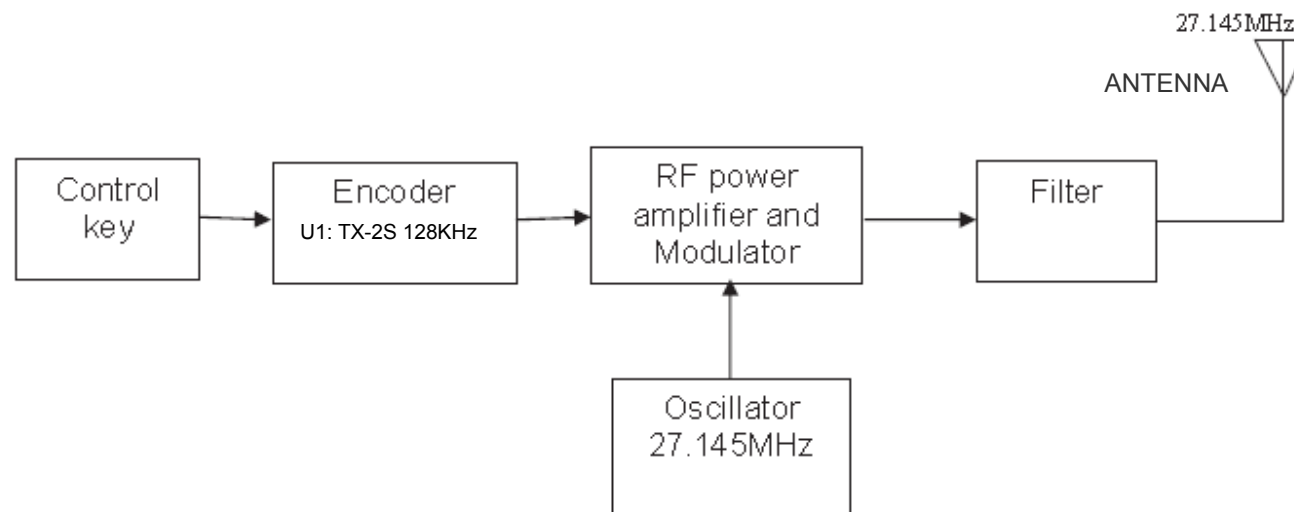 27.145MHz
ANTENNA
Control
key
Encoder
U1: TX-2S 128KHz
RF power
amplifier and
Modulator
Filter
Oscillator
27.145MHz